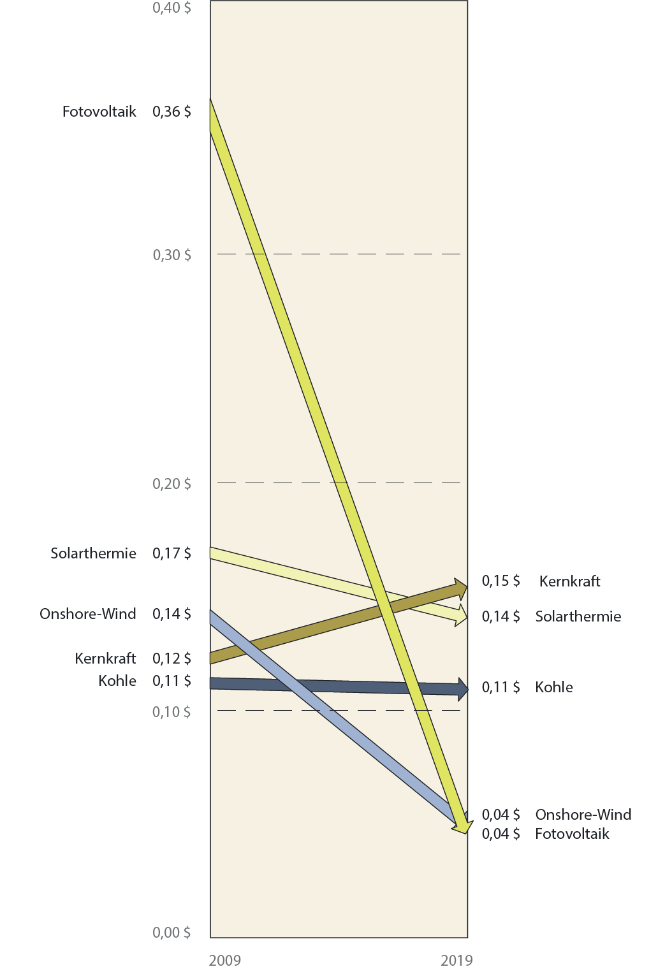 0,40 $
Fotovoltaik 0,36 $
0,30 $
0,20 $
Solarthermie 0,17 $
0,15 $ Kernkraft
Onshore-Wind 0,14 $
0,14 $ Solarthermie
Kernkraft 0,12 $
Kohle 0,11 $
0,11 $ Kohle
0,10 $
0,04 $ Onshore-Wind
0,04 $ Fotovoltaik
0,00 $
2009 2019